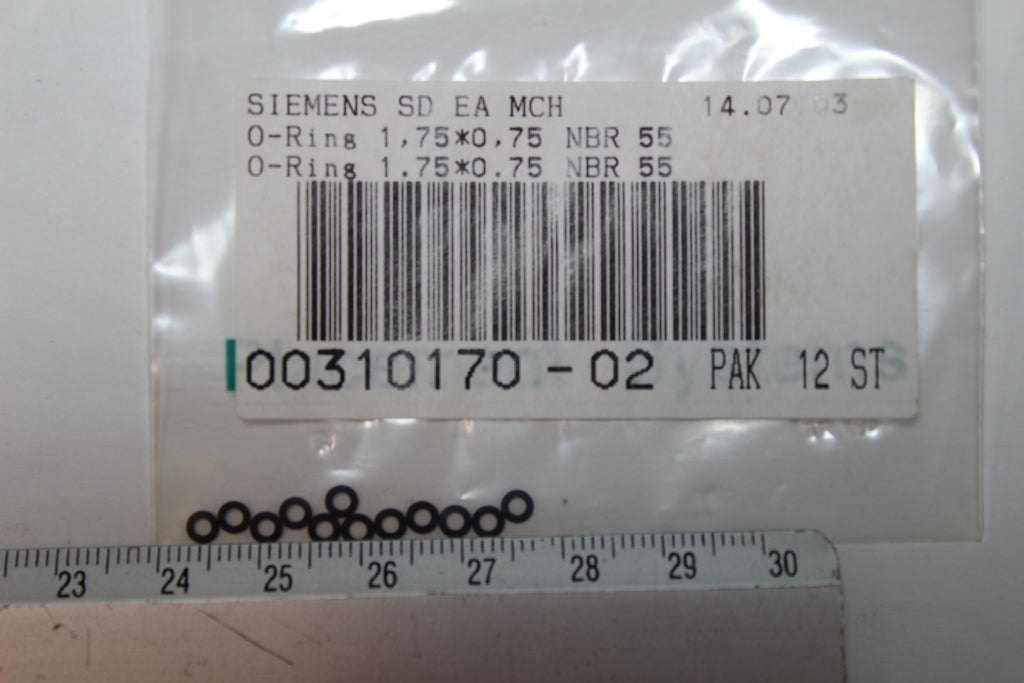 SIEMENS SD EA MCH 14.07.03
O-Ring 1,75*0,75 NBR 55
O-Ring 1.75*0.75 NBR 55
00310170-02 PAK 12 ST
23 24 25 26 27 28 29 30